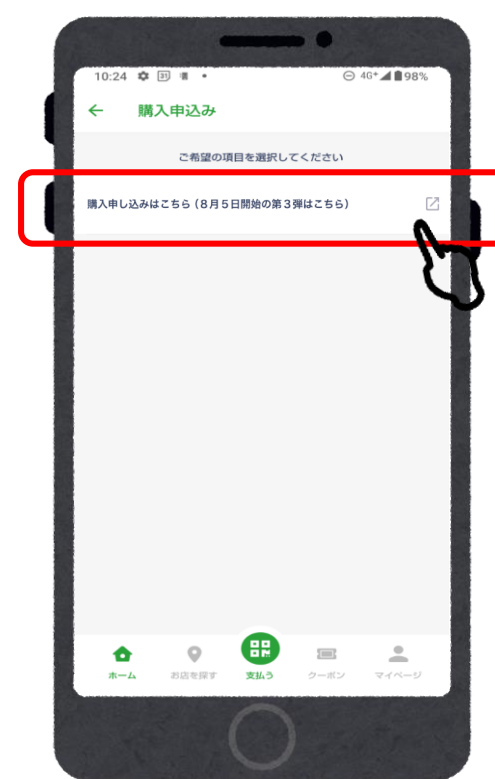 10:24 31 4G+ 98%
購入申込み
ご希望の項目を選択してください
購入申し込みはこちら（８月５日開始の第３弾はこちら）
ホーム お店を探す 支払う クーポン マイページ